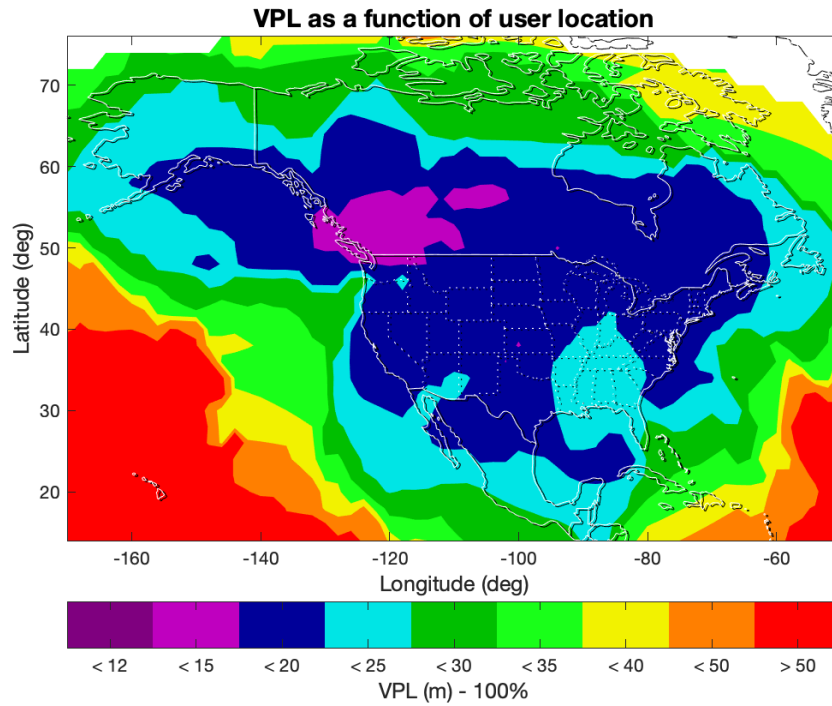 VPL as a function of user location
70
60
50
40
30
20
Latitude (deg)
-160 -140 -120 -100 -80 -60
Longitude (deg)
< 12 < 15 < 20 < 25 < 30 < 35 < 40 < 50 > 50
VPL (m) - 100%